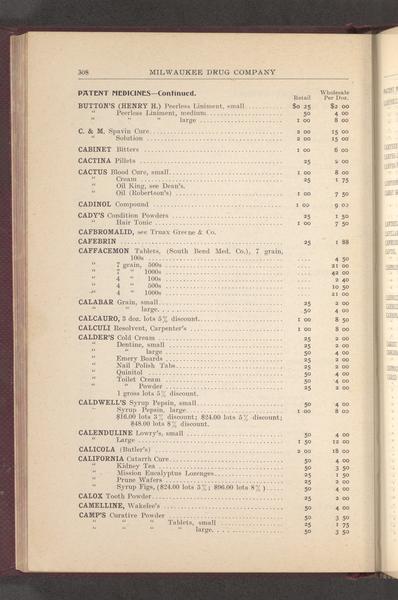 308 MILWAUKEE DRUG COMPANY
PATENT MEDICINES—Continued.
Retail Wholesale Per Doz.
BUTTON'S (HENRY H.) Peerless Liniment, small $0 25 $2 00
" Peerless Liniment, medium 50 4 00
" " " large 1 00 8 00
C. & M. Spavin Cure 2 00 15 00
" Solution 2 00 15 00
CABINET Bitters 1 00 8 00
CACTINA Pillets 25 2 00
CACTUS Blood Cure, small 1 00 8 00
" Cream 25 1 75
" Oil King, see Dean's.
" Oil (Robertson's) 1 00 7 50
CADINOL Compound 1 00 9 00
CADY'S Condition Powders 25 1 50
" Hair Tonic 1 00 7 50
CAFBROMALID, see Truax Greene & Co.
CAFEBRIN 25 1 88
CAFFACEMON Tablets, (South Bend Med. Co.), 7 grain,
100s 4 50
" 7 grain, 500s 21 00
" 7 " 1000s 42 00
" 4 " 100s 2 40
" 4 " 500s 10 50
" 4 " 1000s 21 00
CALABAR Grain, small 25 2 00
" " large 50 4 00
CALCAURO, 3 doz. lots 5% discount 1 00 8 50
CALCULI Resolvent, Carpenter's 1 00 8 00
CALDER'S Cold Cream 25 2 00
" Dentine, small 25 2 00
" " large 50 4 00
" Emery Boards 25 2 00
" Nail Polish Tabs 25 2 00
" Quinitol 50 4 00
" Toilet Cream 50 4 00
" " Powder 25 2 00
1 gross lots 5% discount.
CALDWELL'S Syrup Pepsin, small 50 4 00
" Syrup Pepsin, large 1 00 8 00
$16.00 lots 3% discount; $24.00 lots 5% discount;
$48.00 lots 8% discount.
CALENDULINE Lowry's, small 50 4 00
" Large 1 50 12 00
CALICOLA (Butler's) 2 00 18 00
CALIFORNIA Catarrh Cure 50 4 00
" Kidney Tea 50 3 50
" Mission Eucalyptus Lozenges 25 1 50
" Prune Wafers 25 2 00
" Syrup Figs, ($24.00 lots 5%; $96.00 lots 8%) 50 4 00
CALOX Tooth Powder 25 2 00
CAMELLINE, Wakelee's 50 4 00
CAMP'S Curative Powder 50 3 50
" " " Tablets, small 25 1 75
" " " " large 50 3 50